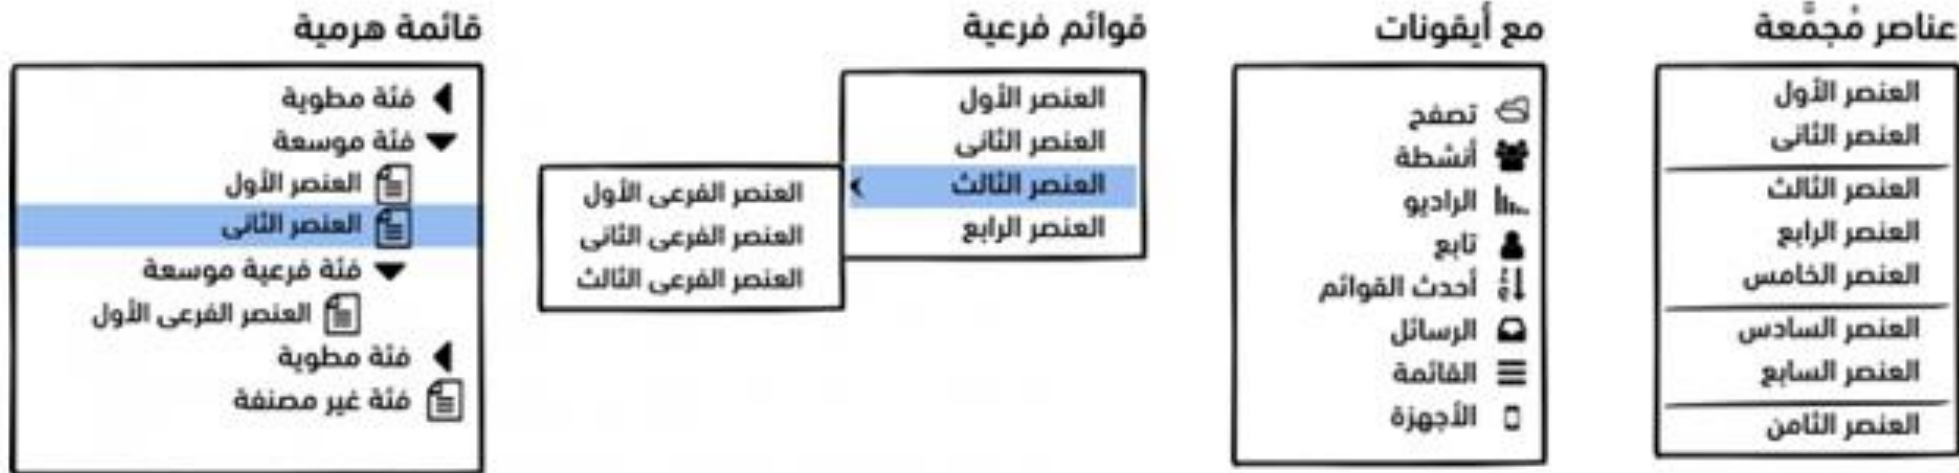 عناصر مُجمَّعة
العنصر الأول
العنصر الثانى
العنصر الثالث
العنصر الرابع
العنصر الخامس
العنصر السادس
العنصر السابع
العنصر الثامن
مع أيقونات
تصفح
أنشطة
الراديو
تابع
أحدث القوائم
الرسائل
القائمة
الأجهزة
قوائم فرعية
العنصر الأول
العنصر الثانى
العنصر الثالث
العنصر الرابع
العنصر الفرعى الأول
العنصر الفرعى الثانى
العنصر الفرعى الثالث
قائمة هرمية
فئة مطوية
فئة موسعة
العنصر الأول
العنصر الثانى
فئة فرعية موسعة
العنصر الفرعى الأول
فئة مطوية
فئة غير مصنفة